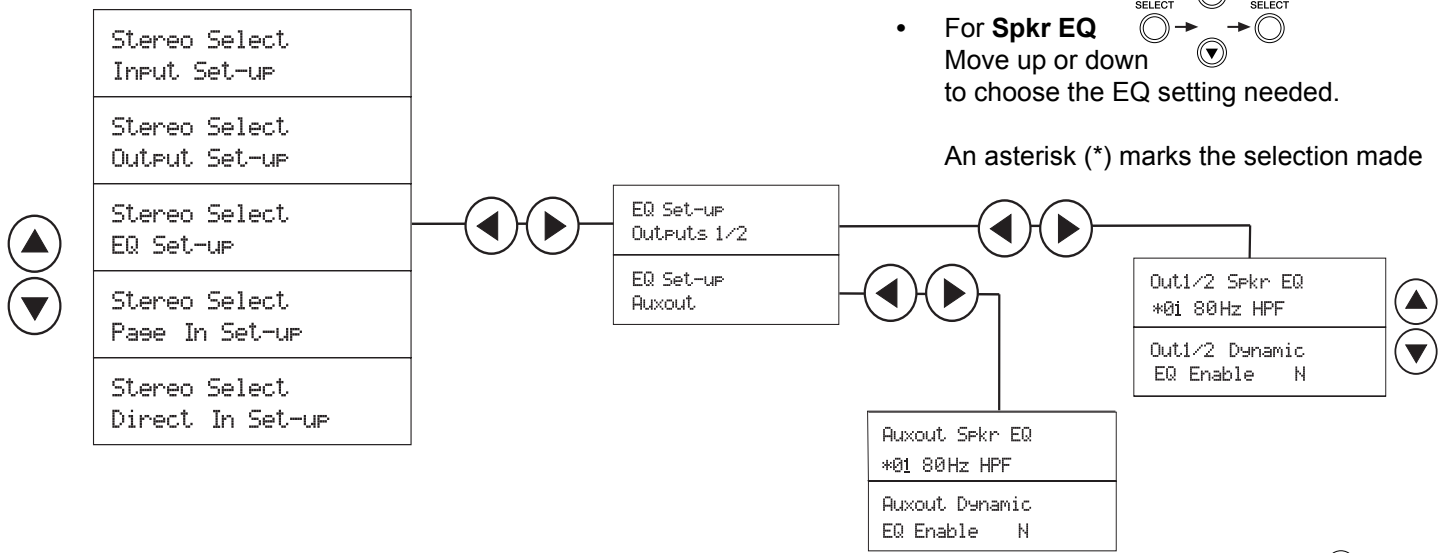 Stereo Select
Input Set-up
Stereo Select
Output Set-up
Stereo Select
EQ Set-up
Stereo Select
Page In Set-up
Stereo Select
Direct In Set-up
EQ Set-up
Outputs 1/2
EQ Set-up
Auxout
Out1/2 Spkr EQ
*01 80Hz HPF
Out1/2 Dynamic
EQ Enable N
Auxout Spkr EQ
*01 80Hz HPF
Auxout Dynamic
EQ Enable N
SELECT SELECT
• For Spkr EQ
Move up or down
to choose the EQ setting needed.
An asterisk (*) marks the selection made